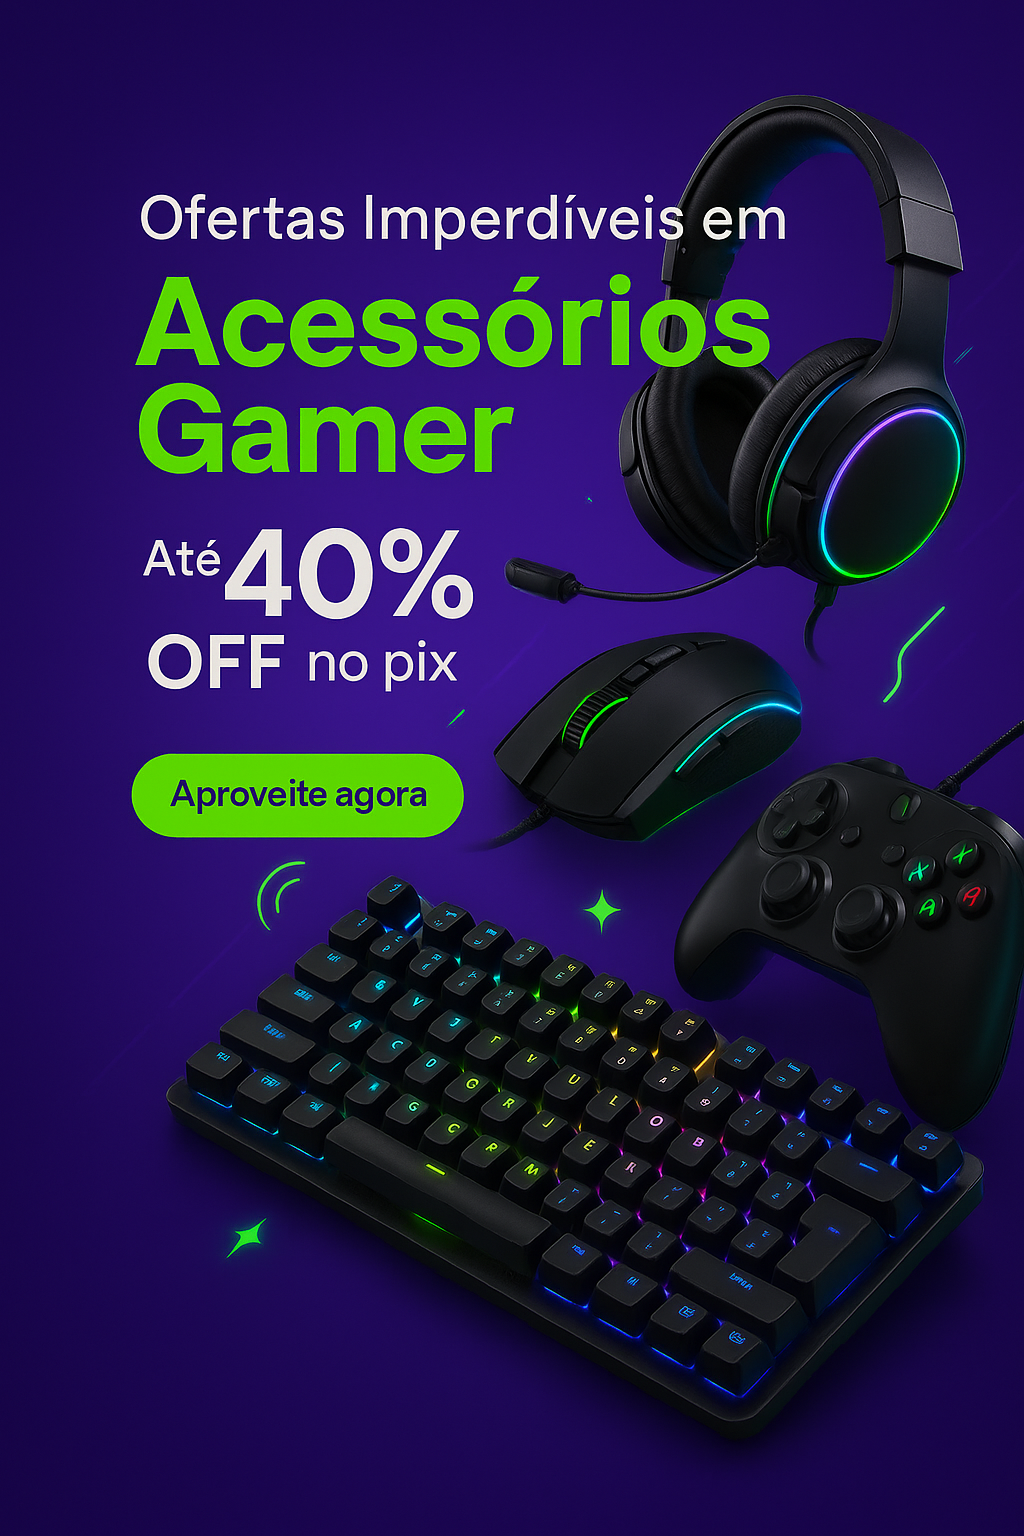 Ofertas Imperdíveis em
Acessórios
Gamer
Até 40%
OFF no pix
Aproveite agora